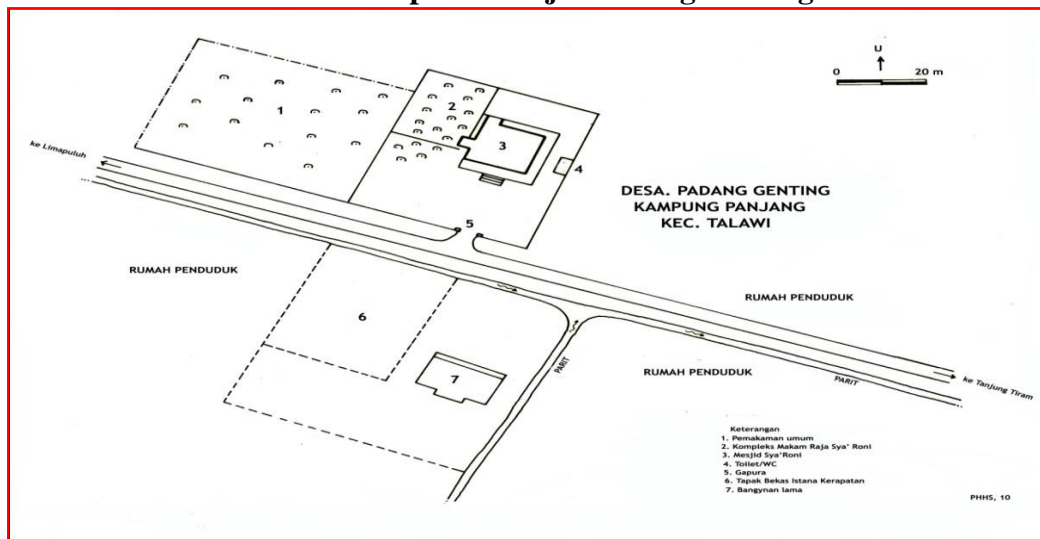 U
0 20 m
1
2
3
4
ke Limapuluh
DESA. PADANG GENTING
KAMPUNG PANJANG
KEC. TALAWI
5
RUMAH PENDUDUK
RUMAH PENDUDUK
6
7
PARIT
RUMAH PENDUDUK
PARIT
ke Tanjung Tiram
Keterangan
1. Pemakaman umum
2. Kompleks Makam Raja Sya' Roni
3. Mesjid Sya'Roni
4. Toilet/WC
5. Gapura
6. Tapak Bekas Istana Kerapatan
7. Bangynan lama
PHHS, 10